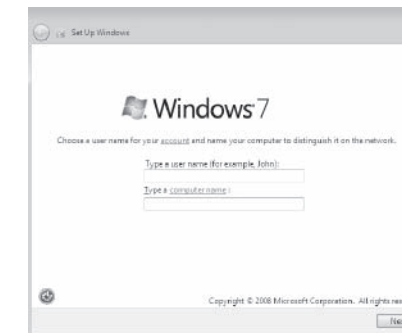 Set Up Windows
Windows 7
Choose a user name for your account and name your computer to distinguish it on the network.
Type a user name (for example, John):
Type a computer name:
Copyright © 2008 Microsoft Corporation. All rights res
Ne